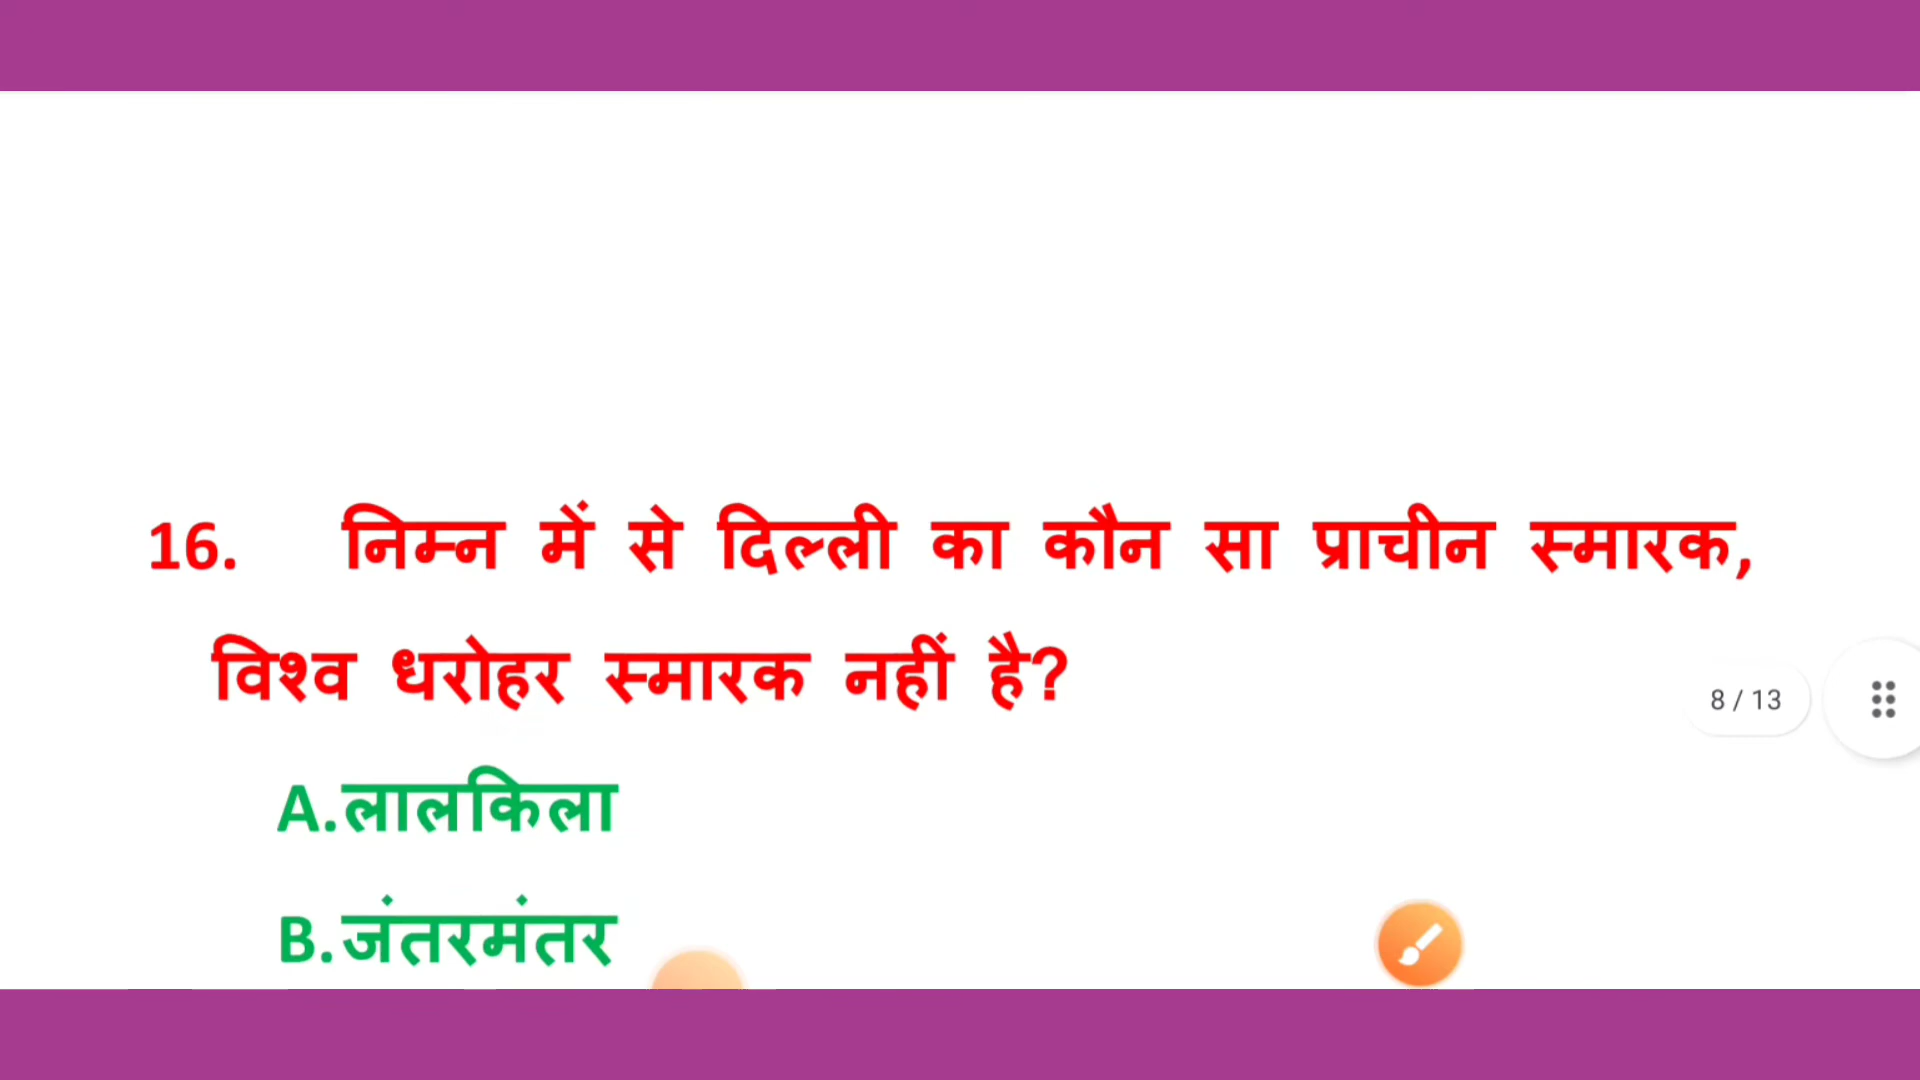 16. निम्न में से दिल्ली का कौन सा प्राचीन स्मारक,
विश्व धरोहर स्मारक नहीं है?
8 / 13
A.लालकिला
B.जंतरमंतर